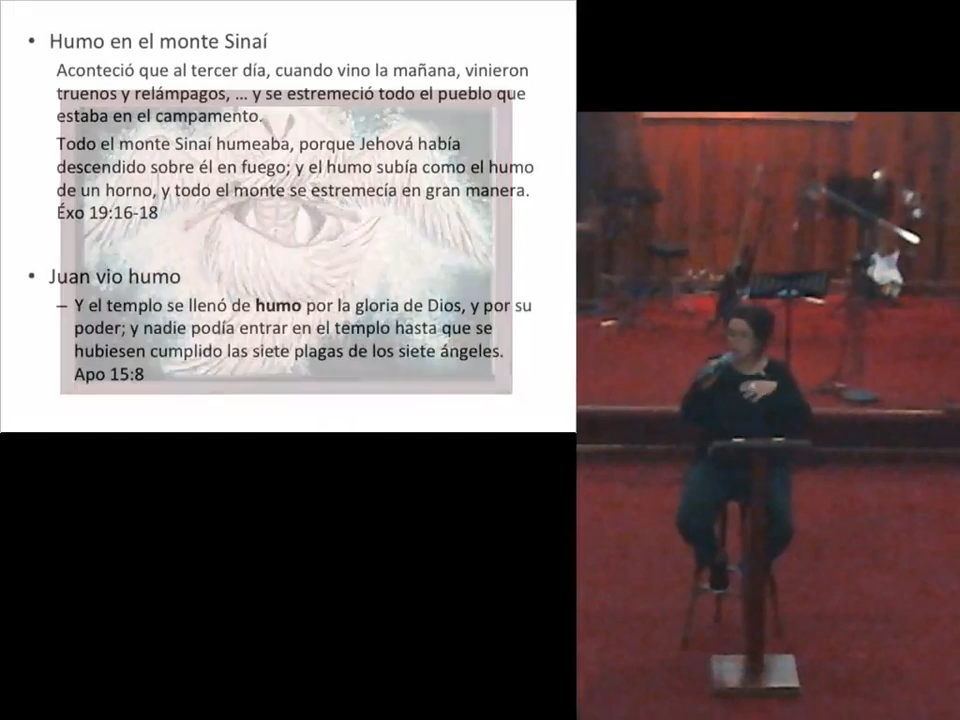 • Humo en el monte Sinaí
Aconteció que al tercer día, cuando vino la mañana, vinieron
truenos y relámpagos, ... y se estremeció todo el pueblo que
estaba en el campamento.
Todo el monte Sinaí humeaba, porque Jehová había
descendido sobre él en fuego; y el humo subía como el humo
de un horno, y todo el monte se estremecía en gran manera.
Éxo 19:16-18
• Juan vio humo
– Y el templo se llenó de humo por la gloria de Dios, y por su
poder; y nadie podía entrar en el templo hasta que se
hubiesen cumplido las siete plagas de los siete ángeles.
Apo 15:8